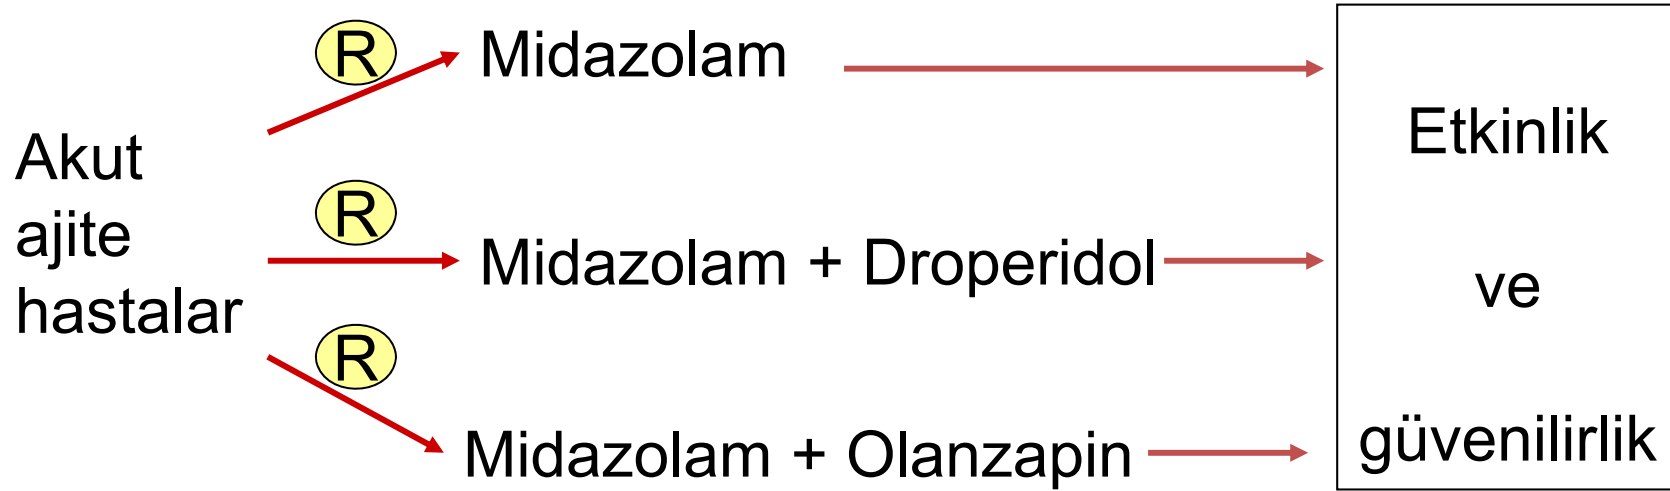 Akut
ajite
hastalar
R
Midazolam
R
Midazolam + Droperidol
R
Midazolam + Olanzapin
Etkinlik
ve
güvenilirlik